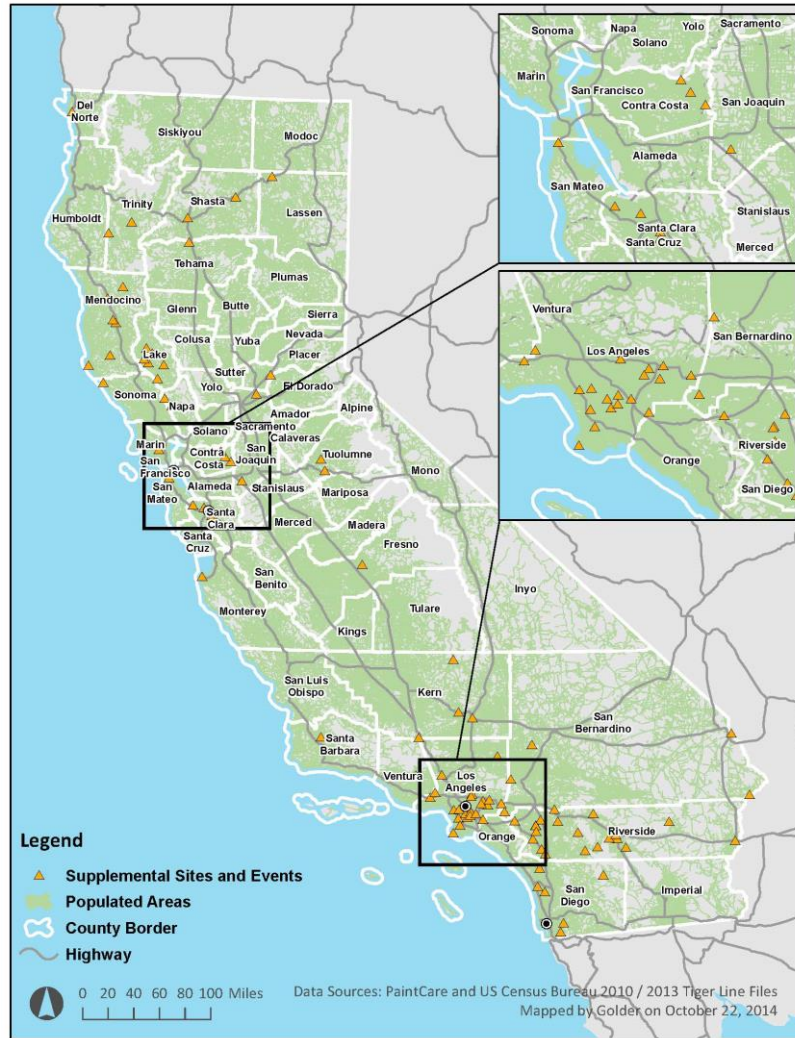 Del
Norte
Siskiyou
Modoc
Trinity
Shasta
Humboldt
Lassen
Tehama
Plumas
Mendocino
Glenn
Butte
Sierra
Colusa
Nevada
Yuba
Lake
Placer
Sutter
Sonoma
Yolo
El Dorado
Napa
Solano
Amador
Alpine
Sacramento
Calaveras
Marin
Contra
Costa
San
Joaquin
Tuolumne
San
Francisco
Mono
Alameda
Stanislaus
San
Mateo
Mariposa
Santa
Clara
Merced
Madera
Santa
Cruz
Fresno
San
Benito
Inyo
Monterey
Tulare
Kings
San Luis
Obispo
Kern
San
Bernardino
Santa
Barbara
Ventura
Los
Angeles
Orange
Riverside
San
Diego
Imperial
Sonoma
Napa
Yolo
Sacramento
Solano
Marin
San Francisco
Contra Costa
San Joaquin
Alameda
San Mateo
Stanislaus
Santa Clara
Santa Cruz
Merced
Ventura
San Bernardino
Los Angeles
Riverside
Orange
San Diego
Legend
Supplemental Sites and Events
Populated Areas
County Border
Highway
0 20 40 60 80 100 Miles
Data Sources: PaintCare and US Census Bureau 2010 / 2013 Tiger Line Files
Mapped by Golder on October 22, 2014